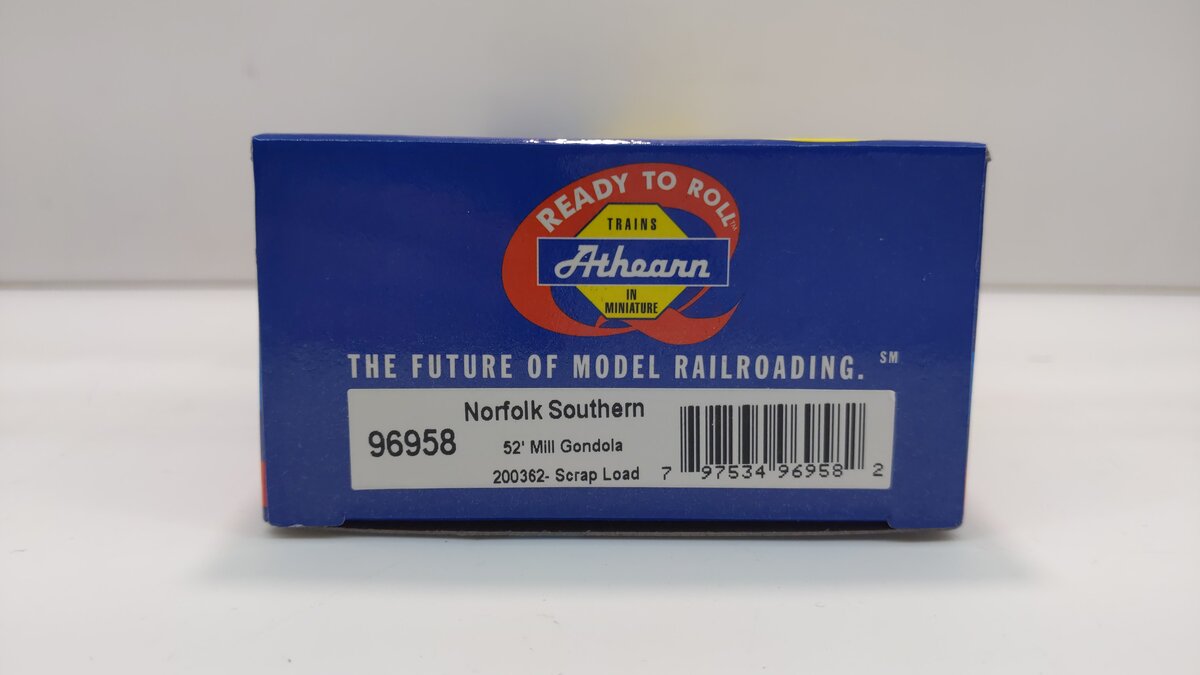 READY TO ROLL™
TRAINS
Athearn
IN
MINIATURE
THE FUTURE OF MODEL RAILROADING. SM
Norfolk Southern
96958
52' Mill Gondola
200362- Scrap Load
7 97534 96958 2